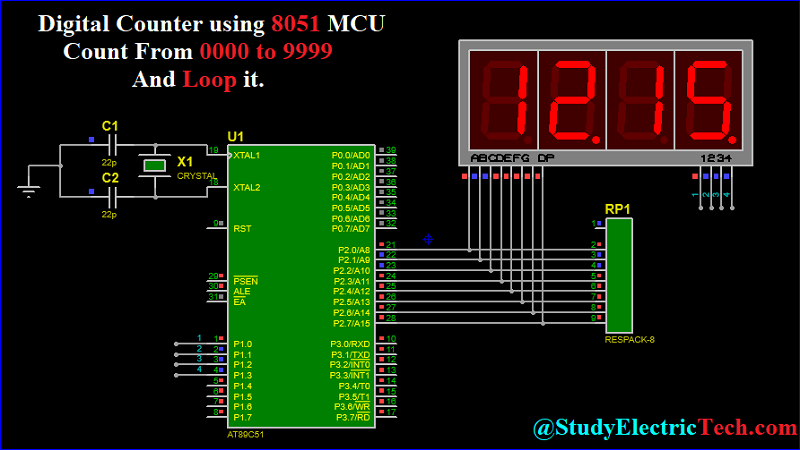 Digital Counter using 8051 MCU
Count From 0000 to 9999
And Loop it.
12.15.
ABCDEFG DP
1234
1
2
3
4
C1
22p
C2
22p
X1
CRYSTAL
U1
19
XTAL1
18
XTAL2
9
RST
29
PSEN
30
ALE
31
EA
1
1
P1.0
2
2
P1.1
3
3
P1.2
4
4
P1.3
5
P1.4
6
P1.5
7
P1.6
8
P1.7
P0.0/AD0
39
P0.1/AD1
38
P0.2/AD2
37
P0.3/AD3
36
P0.4/AD4
35
P0.5/AD5
34
P0.6/AD6
33
P0.7/AD7
32
P2.0/A8
21
P2.1/A9
22
P2.2/A10
23
P2.3/A11
24
P2.4/A12
25
P2.5/A13
26
P2.6/A14
27
P2.7/A15
28
P3.0/RXD
10
P3.1/TXD
11
P3.2/INT0
12
P3.3/INT1
13
P3.4/T0
14
P3.5/T1
15
P3.6/WR
16
P3.7/RD
17
AT89C51
RP1
1
2
3
4
5
6
7
8
9
RESPACK-8
@StudyElectricTech.com